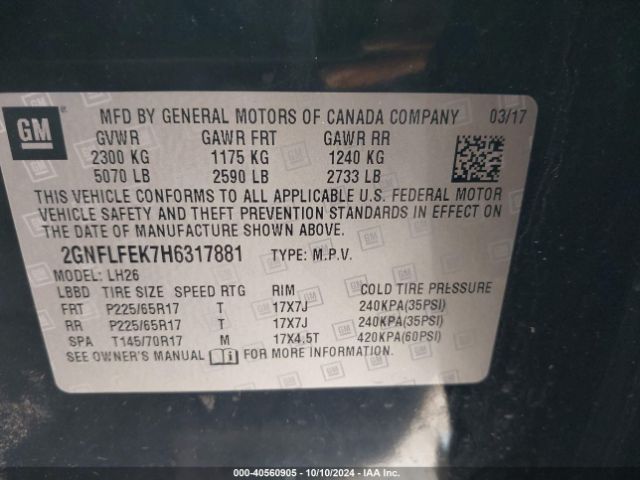 GM
MFD BY GENERAL MOTORS OF CANADA COMPANY 03/17
GVWR GAWR FRT GAWR RR
2300 KG 1175 KG 1240 KG
5070 LB 2590 LB 2733 LB
THIS VEHICLE CONFORMS TO ALL APPLICABLE U.S. FEDERAL MOTOR
VEHICLE SAFETY AND THEFT PREVENTION STANDARDS IN EFFECT ON
THE DATE OF MANUFACTURE SHOWN ABOVE.
2GNFLFEK7H6317881 TYPE: M.P.V.
MODEL: LH26
LBBD TIRE SIZE SPEED RTG RIM COLD TIRE PRESSURE
FRT P225/65R17 T 17X7J 240KPA(35PSI)
RR P225/65R17 T 17X7J 240KPA(35PSI)
SPA T145/70R17 M 17X4.5T 420KPA(60PSI)
SEE OWNER'S MANUAL FOR MORE INFORMATION.
000-40560905 - 10/10/2024 - IAA Inc.